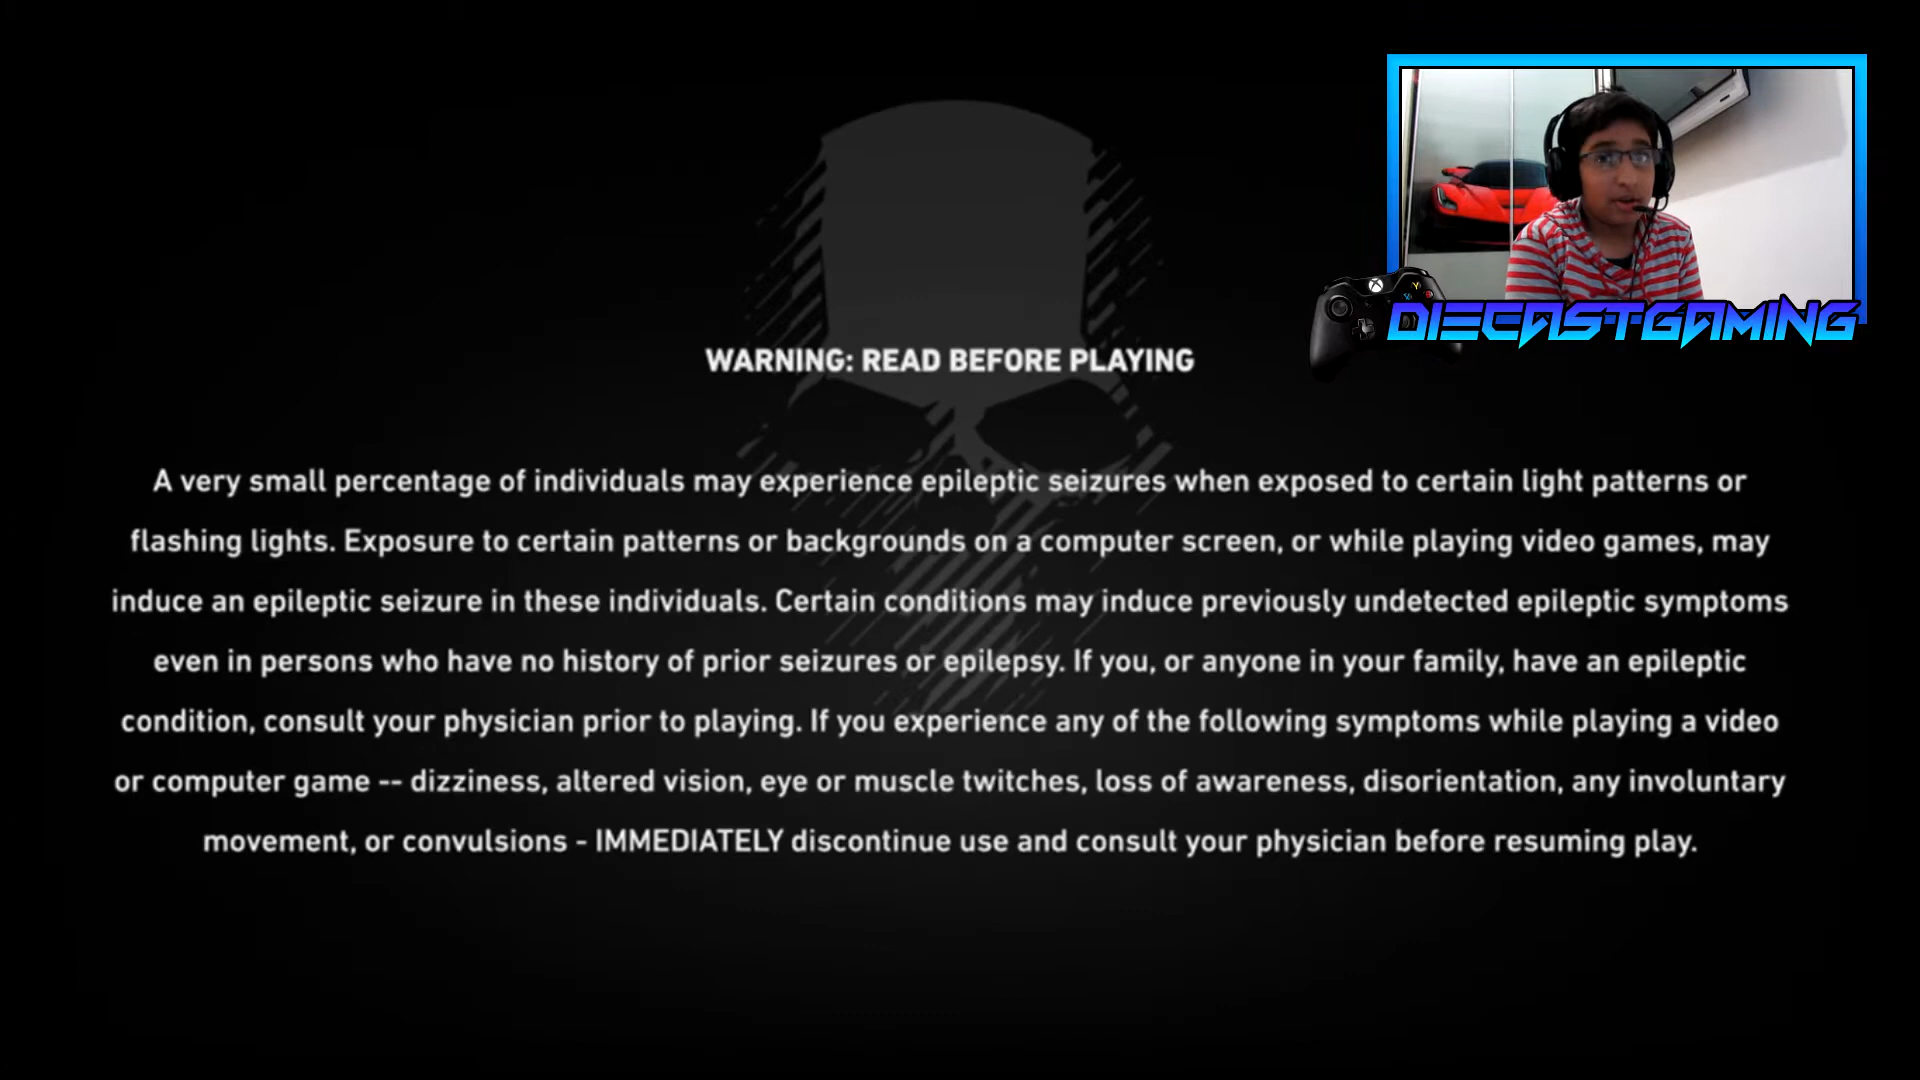 DIECASTGAMING
WARNING: READ BEFORE PLAYING
A very small percentage of individuals may experience epileptic seizures when exposed to certain light patterns or
flashing lights. Exposure to certain patterns or backgrounds on a computer screen, or while playing video games, may
induce an epileptic seizure in these individuals. Certain conditions may induce previously undetected epileptic symptoms
even in persons who have no history of prior seizures or epilepsy. If you, or anyone in your family, have an epileptic
condition, consult your physician prior to playing. If you experience any of the following symptoms while playing a video
or computer game -- dizziness, altered vision, eye or muscle twitches, loss of awareness, disorientation, any involuntary
movement, or convulsions - IMMEDIATELY discontinue use and consult your physician before resuming play.